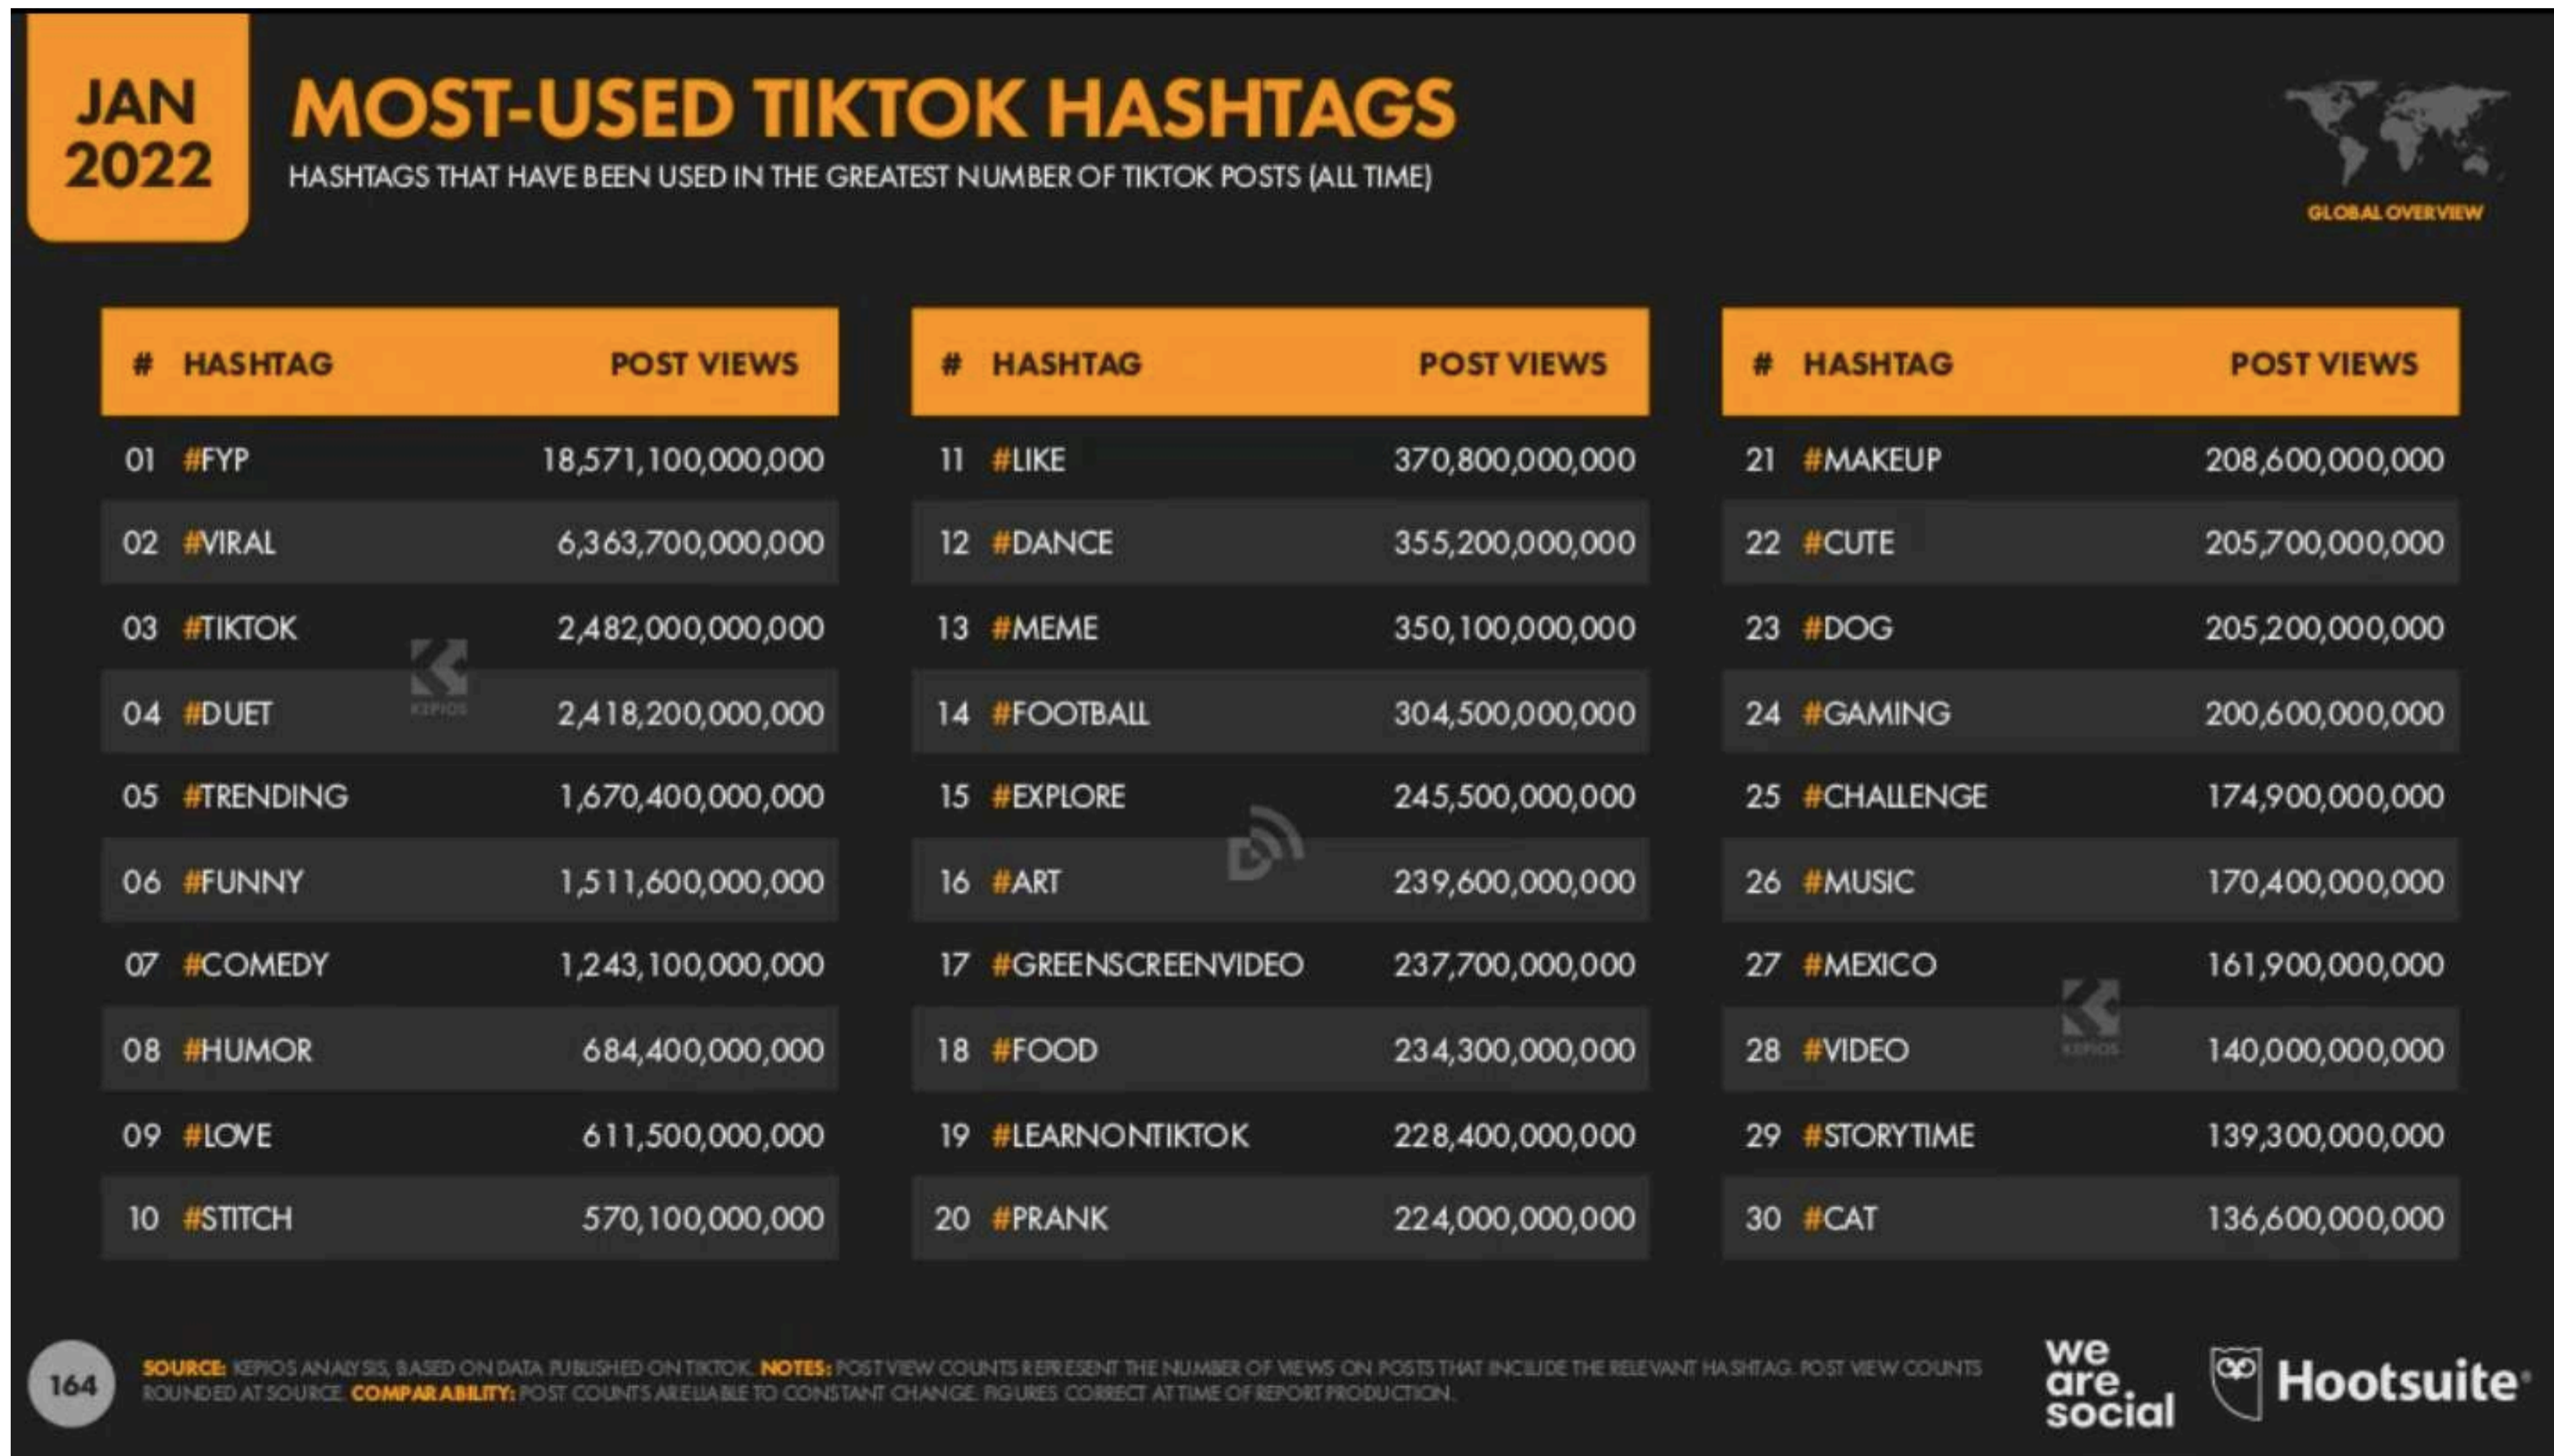 JAN
2022
MOST-USED TIKTOK HASHTAGS
HASHTAGS THAT HAVE BEEN USED IN THE GREATEST NUMBER OF TIKTOK POSTS (ALL TIME)
GLOBAL OVERVIEW
# HASHTAG POST VIEWS
01 #FYP 18,571,100,000,000
02 #VIRAL 6,363,700,000,000
03 #TIKTOK 2,482,000,000,000
04 #DUET 2,418,200,000,000
05 #TRENDING 1,670,400,000,000
06 #FUNNY 1,511,600,000,000
07 #COMEDY 1,243,100,000,000
08 #HUMOR 684,400,000,000
09 #LOVE 611,500,000,000
10 #STITCH 570,100,000,000
KEPIOS
# HASHTAG POST VIEWS
11 #LIKE 370,800,000,000
12 #DANCE 355,200,000,000
13 #MEME 350,100,000,000
14 #FOOTBALL 304,500,000,000
15 #EXPLORE 245,500,000,000
16 #ART 239,600,000,000
17 #GREENSCREENVIDEO 237,700,000,000
18 #FOOD 234,300,000,000
19 #LEARNONTIKTOK 228,400,000,000
20 #PRANK 224,000,000,000
# HASHTAG POST VIEWS
21 #MAKEUP 208,600,000,000
22 #CUTE 205,700,000,000
23 #DOG 205,200,000,000
24 #GAMING 200,600,000,000
25 #CHALLENGE 174,900,000,000
26 #MUSIC 170,400,000,000
27 #MEXICO 161,900,000,000
28 #VIDEO 140,000,000,000
29 #STORYTIME 139,300,000,000
30 #CAT 136,600,000,000
KEPIOS
164
SOURCE: KEPIOS ANALYSIS, BASED ON DATA PUBLISHED ON TIKTOK. NOTES: POST VIEW COUNTS REPRESENT THE NUMBER OF VIEWS ON POSTS THAT INCLUDE THE RELEVANT HASHTAG. POST VIEW COUNTS
ROUNDED AT SOURCE. COMPARABILITY: POST COUNTS ARE LIABLE TO CONSTANT CHANGE. FIGURES CORRECT AT TIME OF REPORT PRODUCTION.
we
are
social
Hootsuite